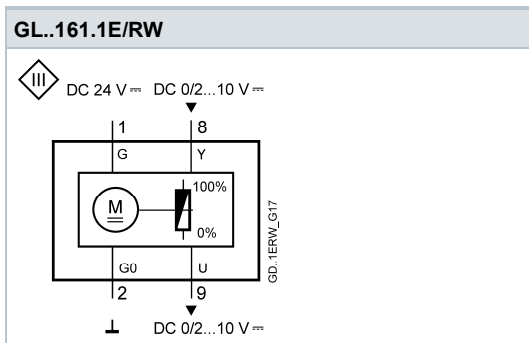 GL..161.1E/RW
III
DC 24 V ⎓ DC 0/2...10 V ⎓
1 8
G Y
100%
M
0%
G0 U
2 9
DC 0/2...10 V ⎓
GD..1ERW_G17